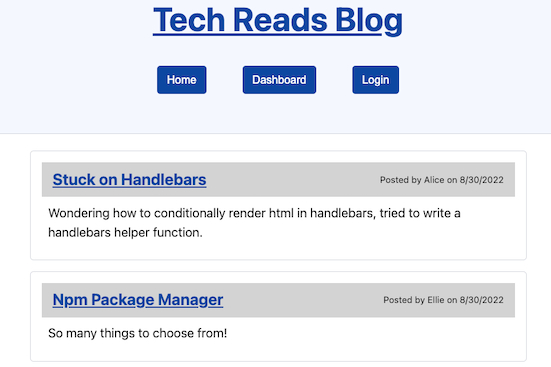 Tech Reads Blog
Home Dashboard Login
Stuck on Handlebars Posted by Alice on 8/30/2022
Wondering how to conditionally render html in handlebars, tried to write a
handlebars helper function.
Npm Package Manager Posted by Ellie on 8/30/2022
So many things to choose from!